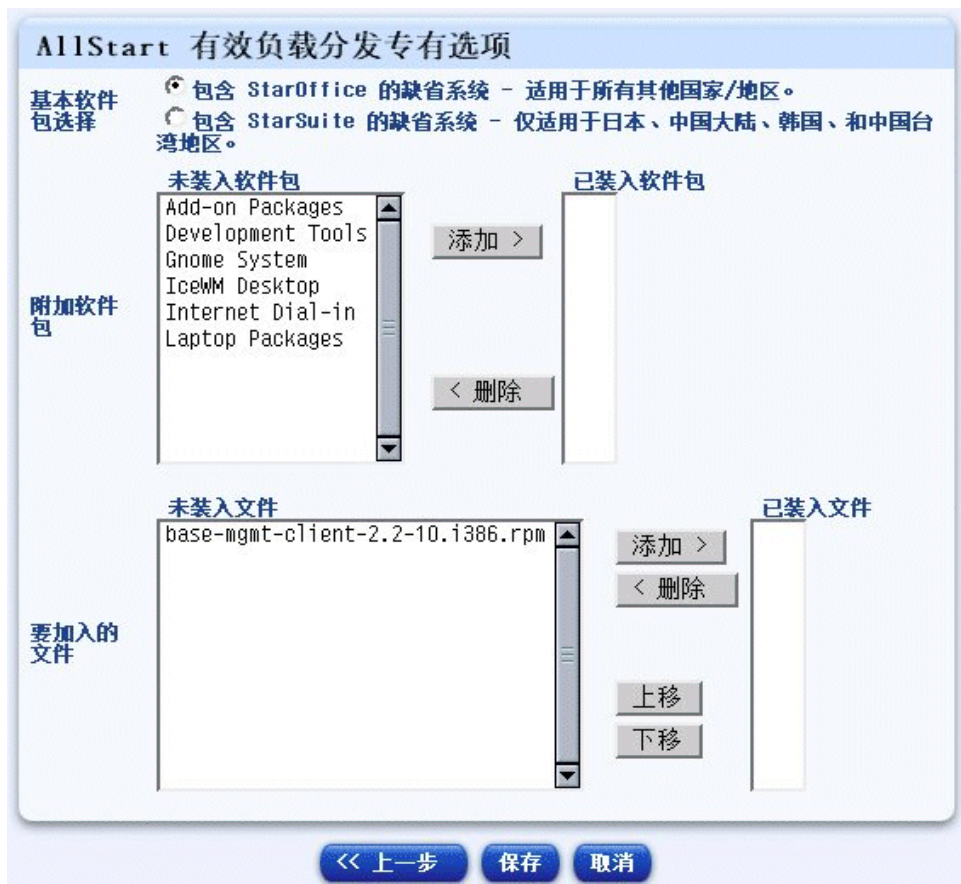 AllStart 有效负载分发专有选项
基本软件
包选择
包含 StarOffice 的缺省系统 - 适用于所有其他国家/地区。
包含 StarSuite 的缺省系统 - 仅适用于日本、中国大陆、韩国、和中国台
湾地区。
未装入软件包
已装入软件包
附加软件
包
Add-on Packages
Development Tools
Gnome System
IceWM Desktop
Internet Dial-in
Laptop Packages
添加 >
< 删除
未装入文件
已装入文件
要加入的
文件
base-mgmt-client-2.2-10.i386.rpm
添加 >
< 删除
上移
下移
<< 上一步
保存
取消